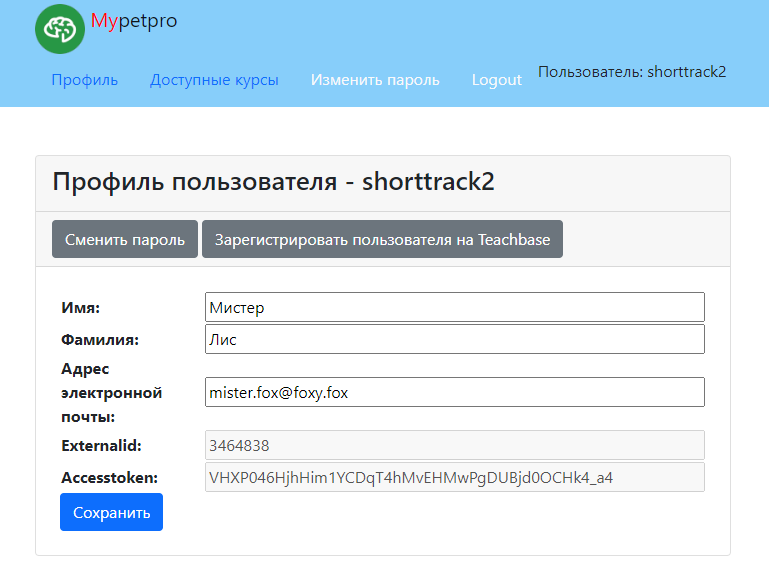 Mypetpro
Профиль Доступные курсы Изменить пароль Logout Пользователь: shorttrack2
Профиль пользователя - shorttrack2
Сменить пароль Зарегистрировать пользователя на Teachbase
Имя: Мистер
Фамилия: Лис
Адрес
электронной mister.fox@foxy.fox
почты:
Externalid: 3464838
Accesstoken: VHXP046HjhHim1YCDqT4hMvEHMwPgDUBjd0OCHk4_a4
Сохранить